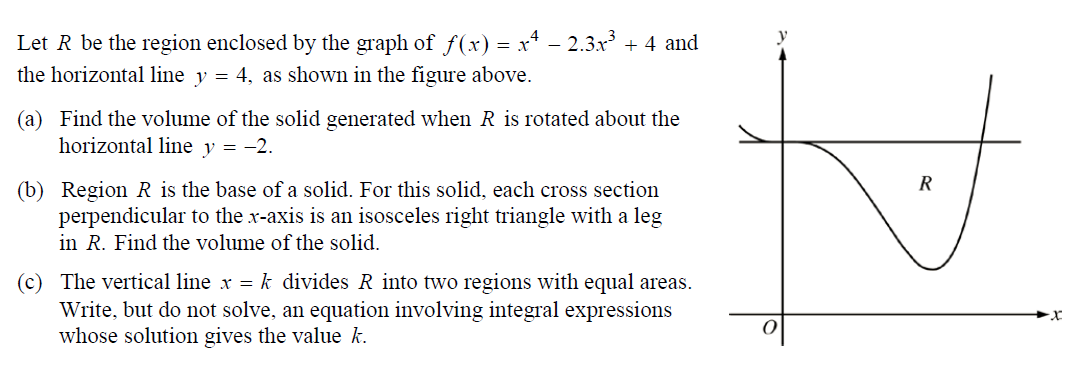 Let R be the region enclosed by the graph of f(x) = x⁴ − 2.3x³ + 4 and
the horizontal line y = 4, as shown in the figure above.
(a) Find the volume of the solid generated when R is rotated about the
horizontal line y = −2.
(b) Region R is the base of a solid. For this solid, each cross section
perpendicular to the x-axis is an isosceles right triangle with a leg
in R. Find the volume of the solid.
(c) The vertical line x = k divides R into two regions with equal areas.
Write, but do not solve, an equation involving integral expressions
whose solution gives the value k.
y
R
O
x